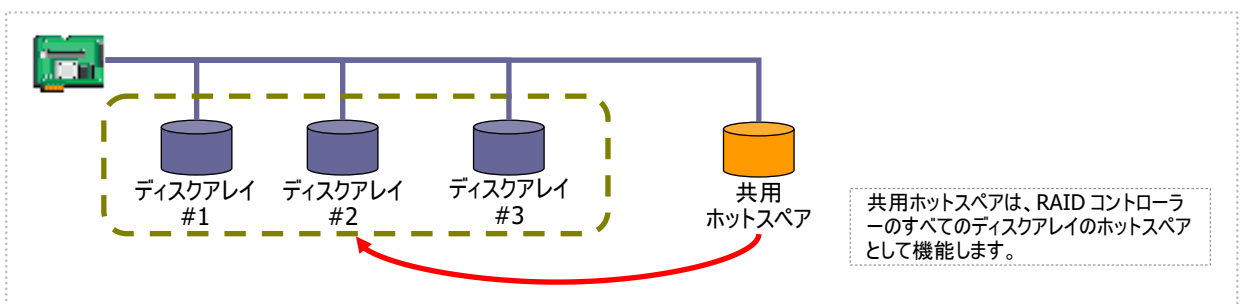 ディスクアレイ
#1
ディスクアレイ
#2
ディスクアレイ
#3
共用
ホットスペア
共用ホットスペアは、RAID コントローラ
ーのすべてのディスクアレイのホットスペア
として機能します。